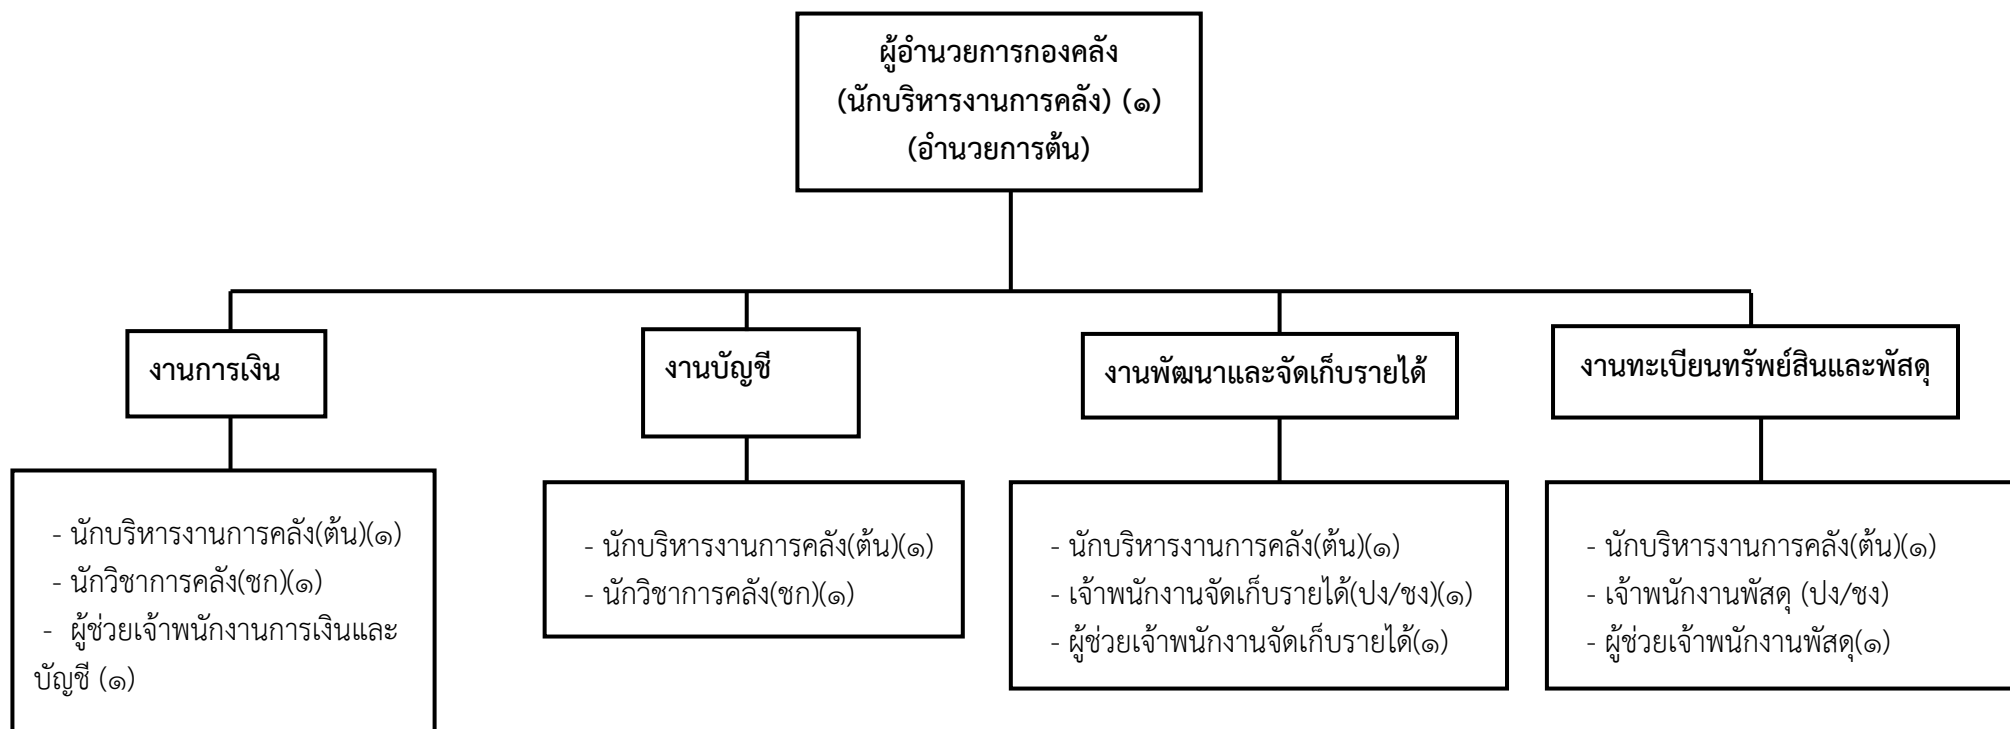 ผู้อำนวยการกองคลัง
(นักบริหารงานการคลัง) (๑)
(อำนวยการต้น)
งานการเงิน
งานบัญชี
งานพัฒนาและจัดเก็บรายได้
งานทะเบียนทรัพย์สินและพัสดุ
- นักบริหารงานการคลัง(ต้น)(๑)
- นักวิชาการคลัง(ชก)(๑)
- ผู้ช่วยเจ้าพนักงานการเงินและ
บัญชี (๑)
- นักบริหารงานการคลัง(ต้น)(๑)
- นักวิชาการคลัง(ชก)(๑)
- นักบริหารงานการคลัง(ต้น)(๑)
- เจ้าพนักงานจัดเก็บรายได้(ปง/ชง)(๑)
- ผู้ช่วยเจ้าพนักงานจัดเก็บรายได้(๑)
- นักบริหารงานการคลัง(ต้น)(๑)
- เจ้าพนักงานพัสดุ (ปง/ชง)
- ผู้ช่วยเจ้าพนักงานพัสดุ(๑)